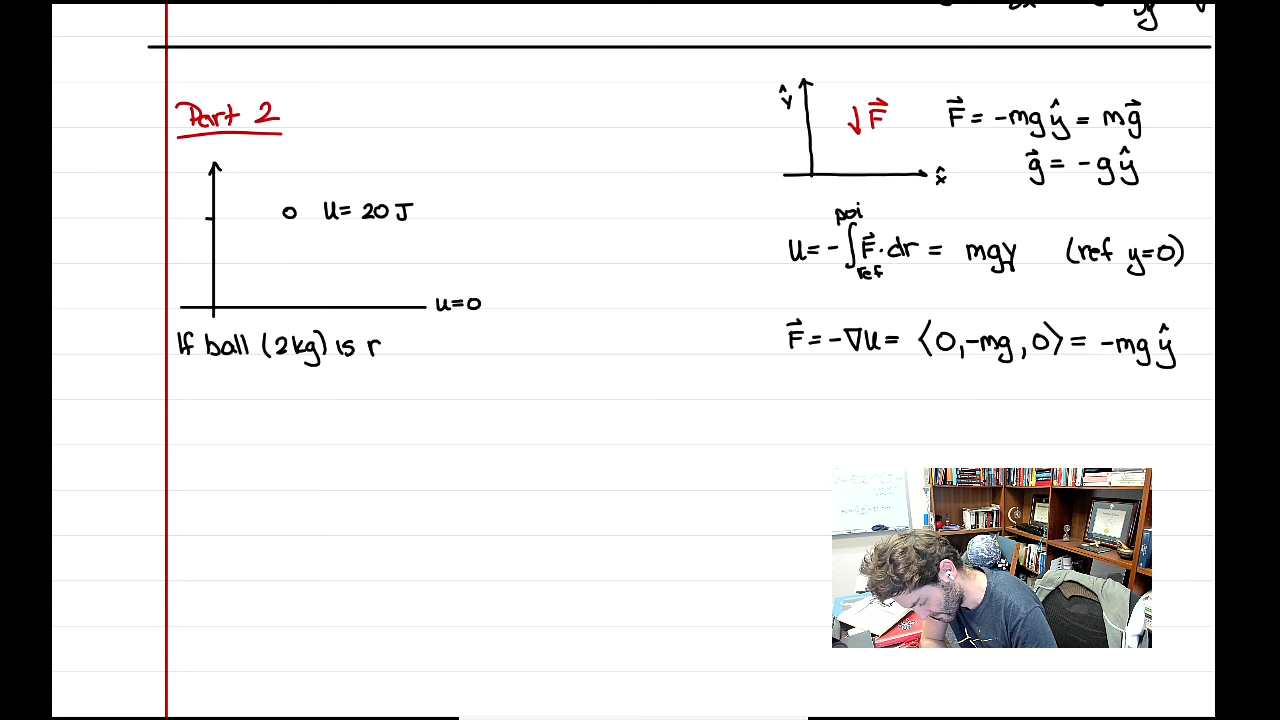 Part 2
U= 20 J
u=0
If ball (2kg) is r
ŷ
↓F⃗
x̂
F⃗ = -mg ŷ = mg⃗
g⃗ = -g ŷ
U= -∫ F⃗·dr = mgy (ref y=0)
poi
ref
F⃗ = -∇U = ⟨0,-mg,0⟩ = -mg ŷ